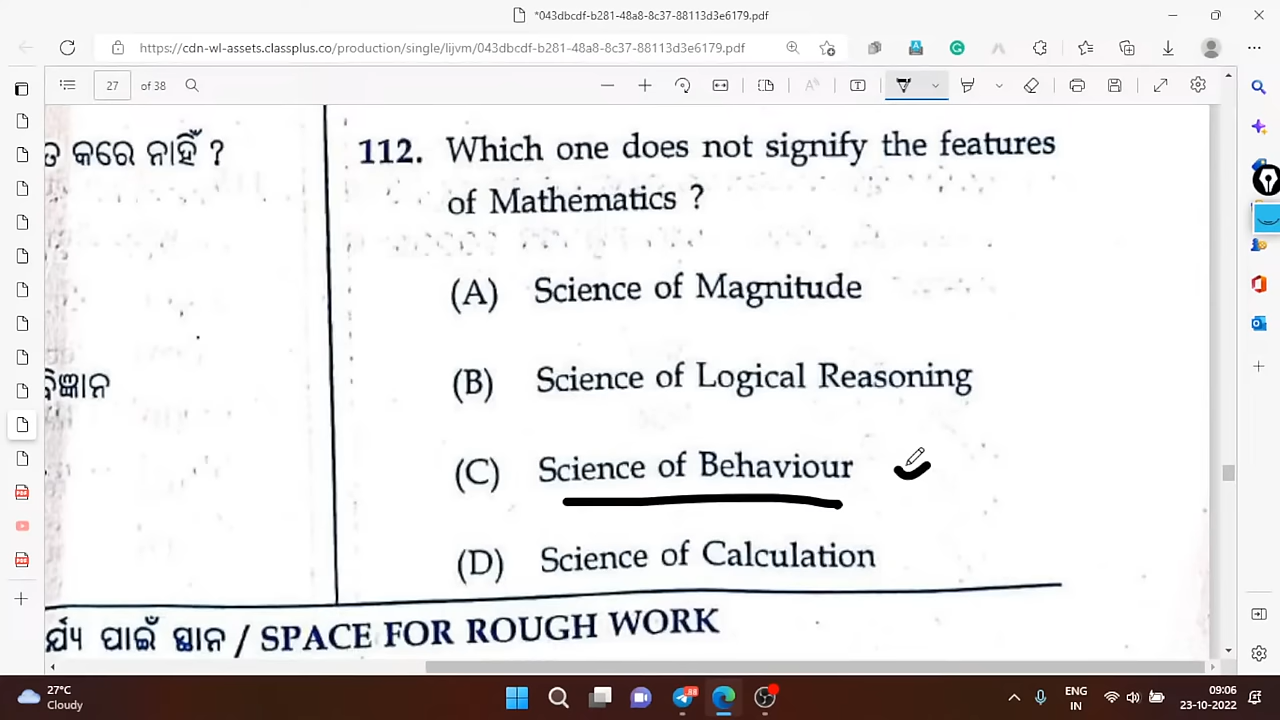 *043dbcdf-b281-48a8-8c37-88113d3e6179.pdf
https://cdn-wl-assets.classplus.co/production/single/lijvm/043dbcdf-b281-48a8-8c37-88113d3e6179.pdf
27 of 38
କରେ ନାହିଁ ?
112. Which one does not signify the features
of Mathematics ?
(A) Science of Magnitude
(B) Science of Logical Reasoning
(C) Science of Behaviour
(D) Science of Calculation
ପାଇଁ ସ୍ଥାନ / SPACE FOR ROUGH WORK
27°C
Cloudy
88
ENG
IN
09:06
23-10-2022